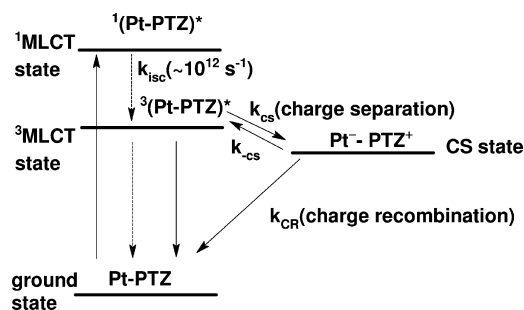 ¹(Pt-PTZ)*
¹MLCT
state
k_isc(~10¹² s⁻¹)
³(Pt-PTZ)*
k_cs(charge separation)
³MLCT
state
k_-cs
Pt⁻- PTZ⁺
CS state
k_CR(charge recombination)
ground
state
Pt-PTZ